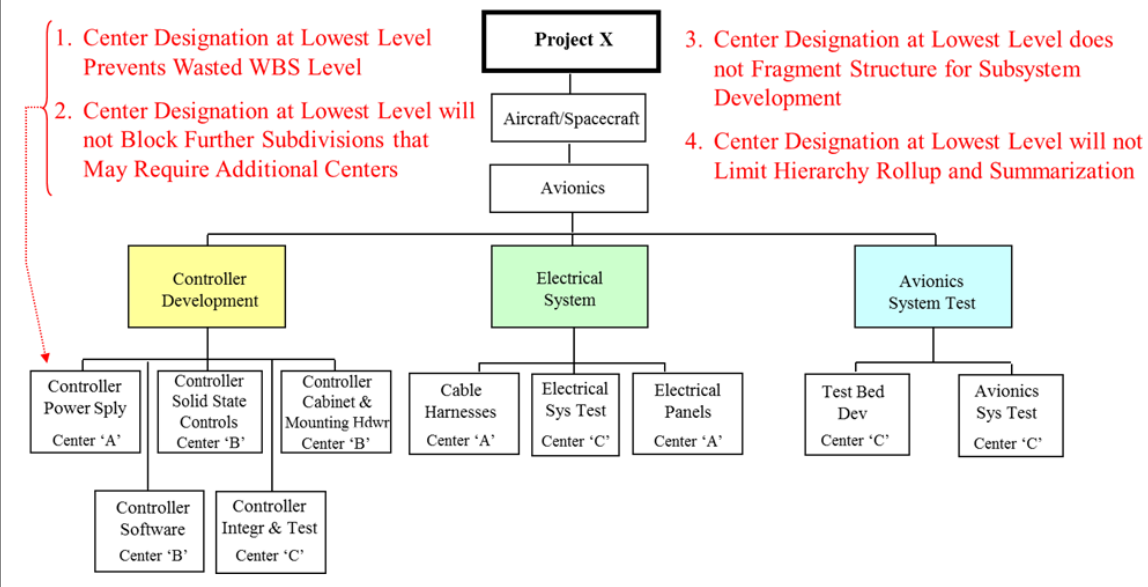 1. Center Designation at Lowest Level
Prevents Wasted WBS Level
2. Center Designation at Lowest Level will
not Block Further Subdivisions that
May Require Additional Centers
Project X
Aircraft/Spacecraft
Avionics
3. Center Designation at Lowest Level does
not Fragment Structure for Subsystem
Development
4. Center Designation at Lowest Level will not
Limit Hierarchy Rollup and Summarization
Controller
Development
Electrical
System
Avionics
System Test
Controller
Power Sply
Center ‘A’
Controller
Solid State
Controls
Center ‘B’
Controller
Cabinet &
Mounting Hdwr
Center ‘B’
Cable
Harnesses
Center ‘A’
Electrical
Sys Test
Center ‘C’
Electrical
Panels
Center ‘A’
Test Bed
Dev
Center ‘C’
Avionics
Sys Test
Center ‘C’
Controller
Software
Center ‘B’
Controller
Integr & Test
Center ‘C’